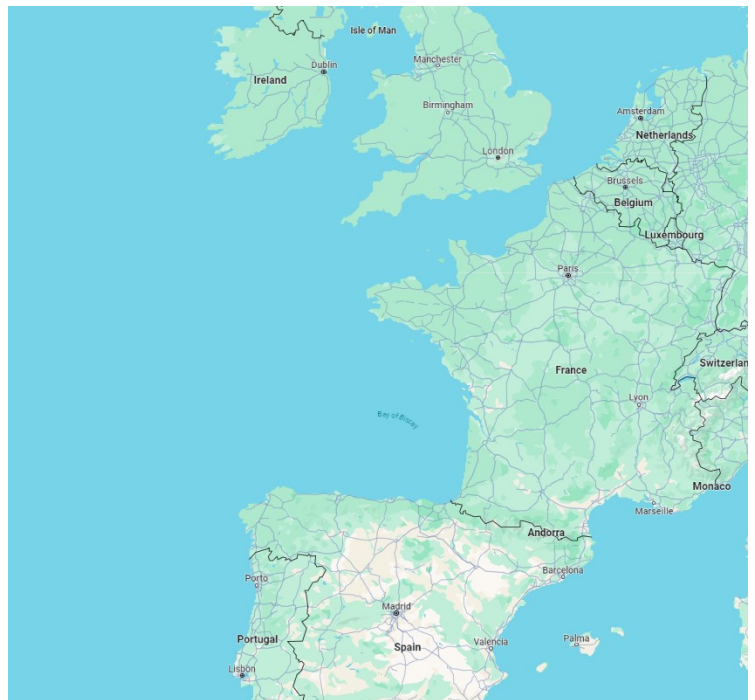 Isle of Man
Dublin
Ireland
Manchester
Birmingham
London
Amsterdam
Netherlands
Brussels
Belgium
Luxembourg
Paris
France
Switzerlan
Lyon
Bay of Biscay
Monaco
Marseille
Andorra
Barcelona
Porto
Madrid
Portugal
Spain
Valencia
Palma
Lisbon